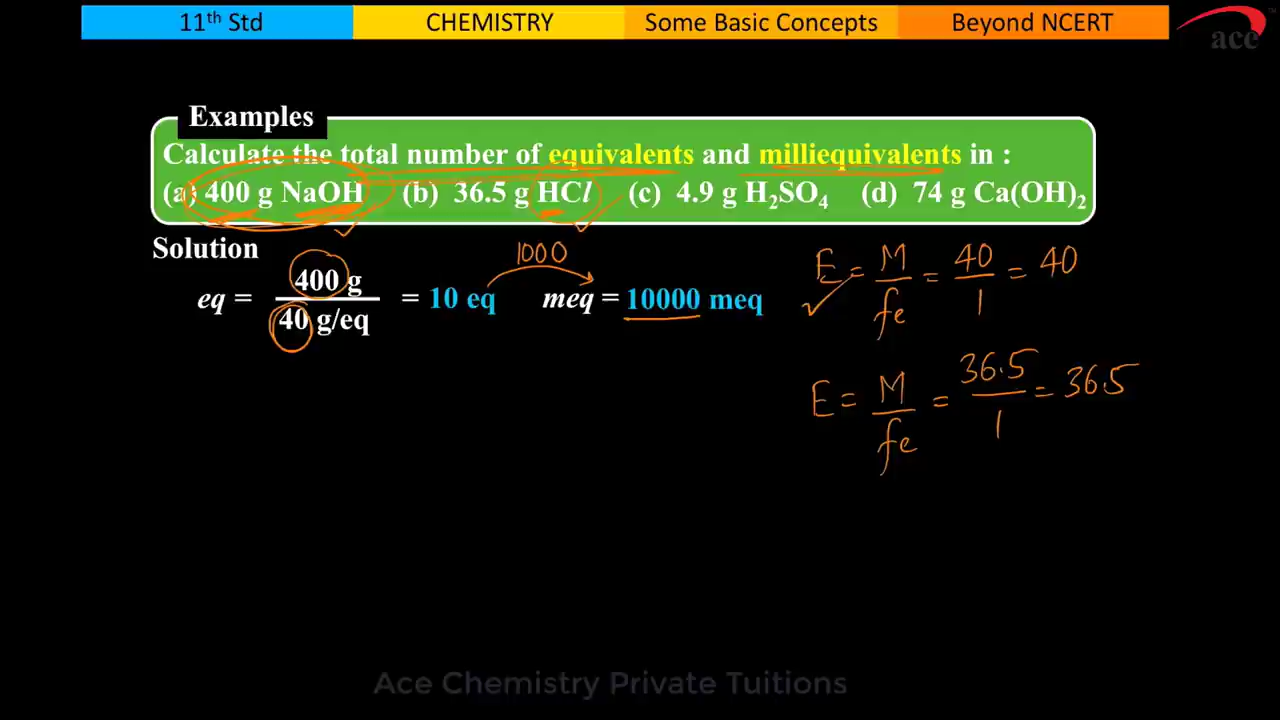 11th Std CHEMISTRY Some Basic Concepts Beyond NCERT
ace
Examples
Calculate the total number of equivalents and milliequivalents in :
(a) 400 g NaOH (b) 36.5 g HCl (c) 4.9 g H₂SO₄ (d) 74 g Ca(OH)₂
Solution
eq = 400 g / 40 g/eq = 10 eq 1000 meq = 10000 meq
E = M / fe = 40 / 1 = 40
E = M / fe = 36.5 / 1 = 36.5
Ace Chemistry Private Tuitions